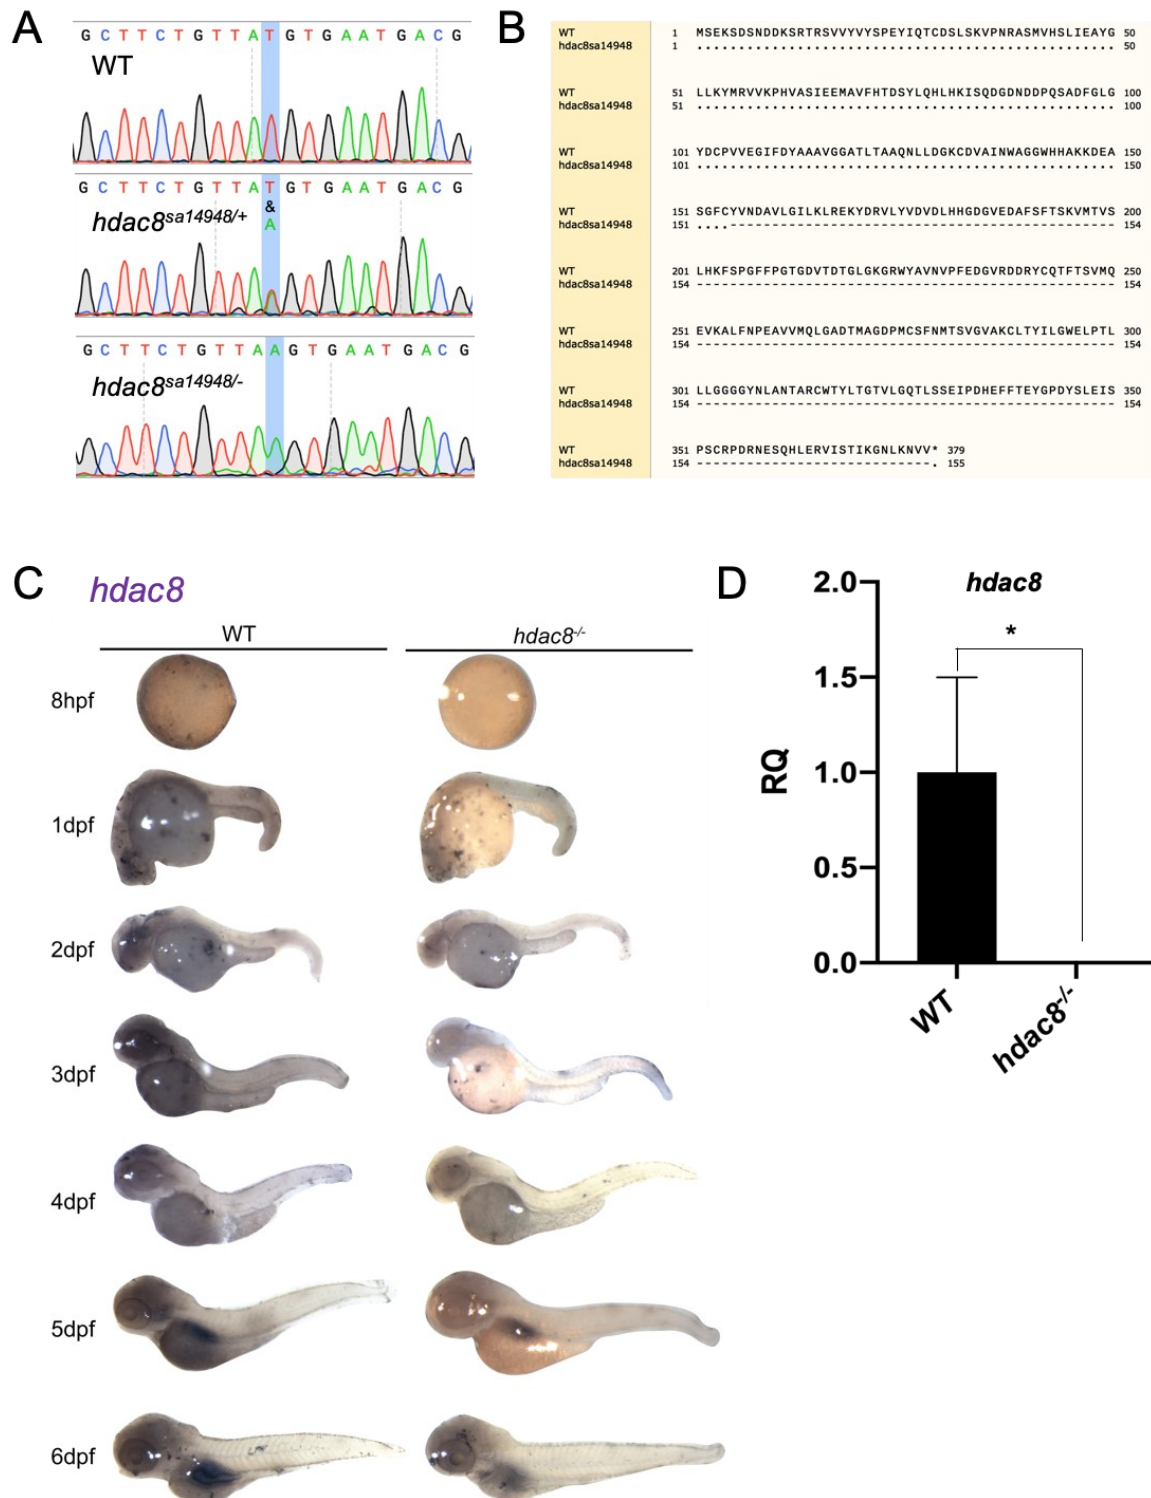 A
G C T T C T G T T A T G T G A A T G A C G
WT
G C T T C T G T T A T G T G A A T G A C G
&
A
hdac8sa14948/+
G C T T C T G T T A A G T G A A T G A C G
hdac8sa14948/-
B
WT 1 MSEKSDSNDDKSRTRSVVYVYSPEYIQTCDSLSKVPNRASMVHSLIEAYG 50
hdac8sa14948 1 .................................................. 50
WT 51 LLKYMRVVKPHVASIEEMAVFHTDSYLQHLHKISQDGDNDDPQSADFGLG 100
hdac8sa14948 51 .................................................. 100
WT 101 YDCPVVEGIFDYAAAVGGATLTAAQNLLDGKCDVAINWAGGWHHAKKDEA 150
hdac8sa14948 101 .................................................. 150
WT 151 SGFCYVNDAVLGILKLREKYDRVLYVDVDLHHGDGVEDAFSFTSKVMTVS 200
hdac8sa14948 151 ....---------------------------------------------- 154
WT 201 LHKFSPGFFPGTGDVTDTGLGKGRWYAVNVPFEDGVRDDRYCQTFTSVMQ 250
hdac8sa14948 154 -------------------------------------------------- 154
WT 251 EVKALFNPEAVVMQLGADTMAGDPMCSFNMTSVGVAKCLTYILGWELPTL 300
hdac8sa14948 154 -------------------------------------------------- 154
WT 301 LLGGGGYNLANTARCWTYLTGTVLGQTLSSEIPDHEFFTEYGPDYSLEIS 350
hdac8sa14948 154 -------------------------------------------------- 154
WT 351 PSCRPDRNESQHLERVISTIKGNLKNVV* 379
hdac8sa14948 154 ----------------------------. 155
C
hdac8
WT
hdac8-/-
8hpf
1dpf
2dpf
3dpf
4dpf
5dpf
6dpf
D
hdac8
*
2.0
1.5
1.0
0.5
0.0
RQ
WT
hdac8-/-